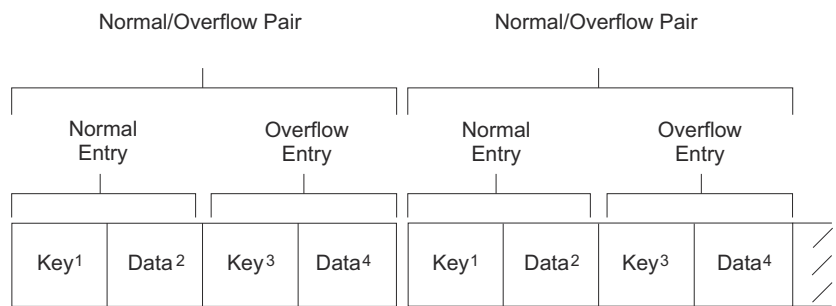 Normal/Overflow Pair
Normal/Overflow Pair
Normal
Entry
Overflow
Entry
Normal
Entry
Overflow
Entry
Key1
Data2
Key3
Data4
Key1
Data2
Key3
Data4